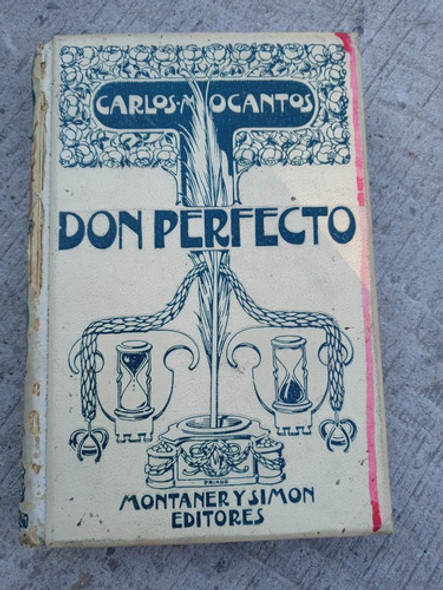 CARLOS·M OCANTOS
DON PERFECTO
MONTANER Y SIMON
EDITORES